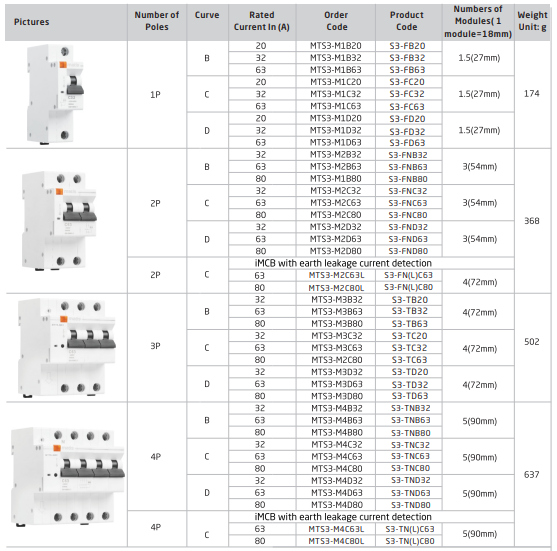 Pictures Number of Poles Curve Rated Current In (A) Order Code Product Code Numbers of Modules( 1 module=18mm) Weight Unit: g
1P B 20 MTS3-M1B20 S3-FB20 1.5(27mm) 174
32 MTS3-M1B32 S3-FB32
63 MTS3-M1B63 S3-FB63
C 20 MTS3-M1C20 S3-FC20 1.5(27mm)
32 MTS3-M1C32 S3-FC32
63 MTS3-M1C63 S3-FC63
D 20 MTS3-M1D20 S3-FD20 1.5(27mm)
32 MTS3-M1D32 S3-FD32
63 MTS3-M1D63 S3-FD63
2P B 32 MTS3-M2B32 S3-FNB32 3(54mm) 368
63 MTS3-M2B63 S3-FNB63
80 MTS3-M1B80 S3-FNB80
C 32 MTS3-M2C32 S3-FNC32 3(54mm)
63 MTS3-M2C63 S3-FNC63
80 MTS3-M2C80 S3-FNC80
D 32 MTS3-M2D32 S3-FND32 3(54mm)
63 MTS3-M2D63 S3-FND63
80 MTS3-M2D80 S3-FND80
iMCB with earth leakage current detection
2P C 63 MTS3-M2C63L S3-FN(L)C63 4(72mm)
80 MTS3-M2C80L S3-FN(L)C80
3P B 32 MTS3-M3B32 S3-TB20 4(72mm) 502
63 MTS3-M3B63 S3-TB32
80 MTS3-M3B80 S3-TB63
C 32 MTS3-M3C32 S3-TC20 4(72mm)
63 MTS3-M3C63 S3-TC32
80 MTS3-M2C80 S3-TC63
D 32 MTS3-M3D32 S3-TD20 4(72mm)
63 MTS3-M3D63 S3-TD32
80 MTS3-M3D80 S3-TD63
4P B 32 MTS3-M4B32 S3-TNB32 5(90mm) 637
63 MTS3-M4B63 S3-TNB63
80 MTS3-M4B80 S3-TNB80
C 32 MTS3-M4C32 S3-TNC32 5(90mm)
63 MTS3-M4C63 S3-TNC63
80 MTS3-M4C80 S3-TNC80
D 32 MTS3-M4D32 S3-TND32 5(90mm)
63 MTS3-M4D63 S3-TND63
80 MTS3-M4D80 S3-TND80
iMCB with earth leakage current detection
4P C 63 MTS3-M4C63L S3-TN(L)C63 5(90mm)
80 MTS3-M4C80L S3-TN(L)C80